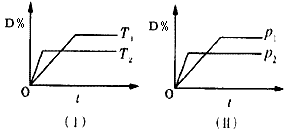 D%
T₁
T₂
O
t
(I)
D%
p₁
p₂
O
t
(II)